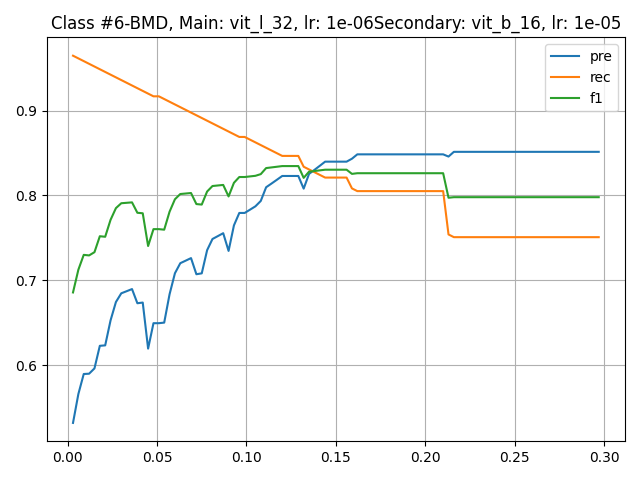 Class #6-BMD, Main: vit_l_32, lr: 1e-06Secondary: vit_b_16, lr: 1e-05
pre
rec
f1
0.9
0.8
0.7
0.6
0.00 0.05 0.10 0.15 0.20 0.25 0.30